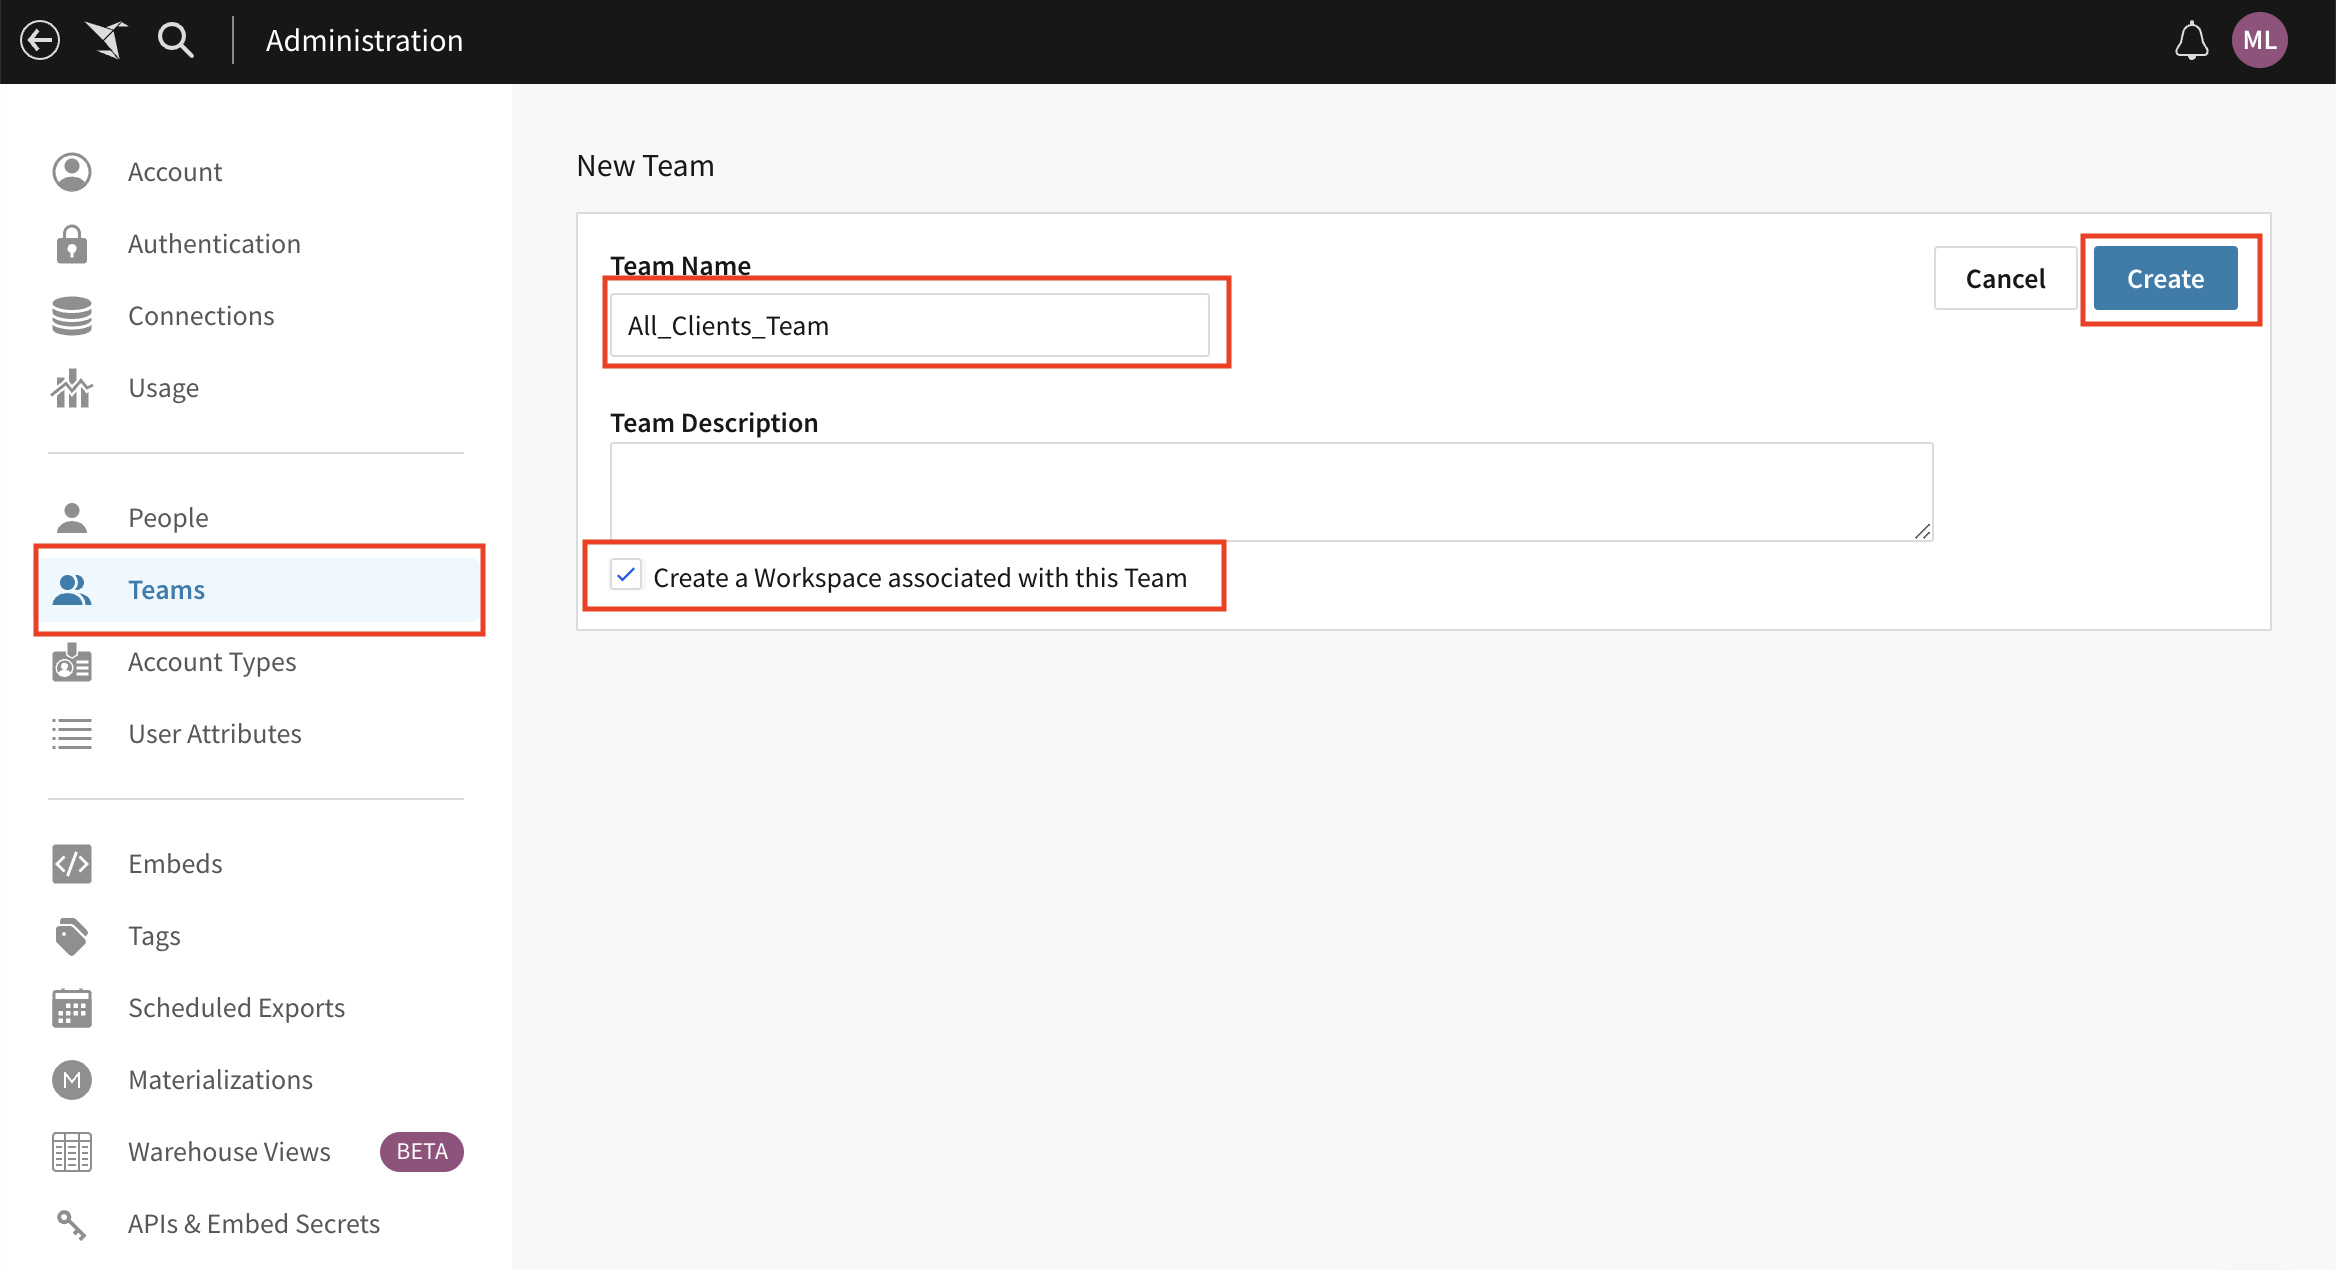 Administration
ML
Account
Authentication
Connections
Usage
People
Teams
Account Types
User Attributes
Embeds
Tags
Scheduled Exports
M
Materializations
Warehouse Views BETA
APIs & Embed Secrets
New Team
Team Name
Cancel
Create
All_Clients_Team
Team Description
Create a Workspace associated with this Team